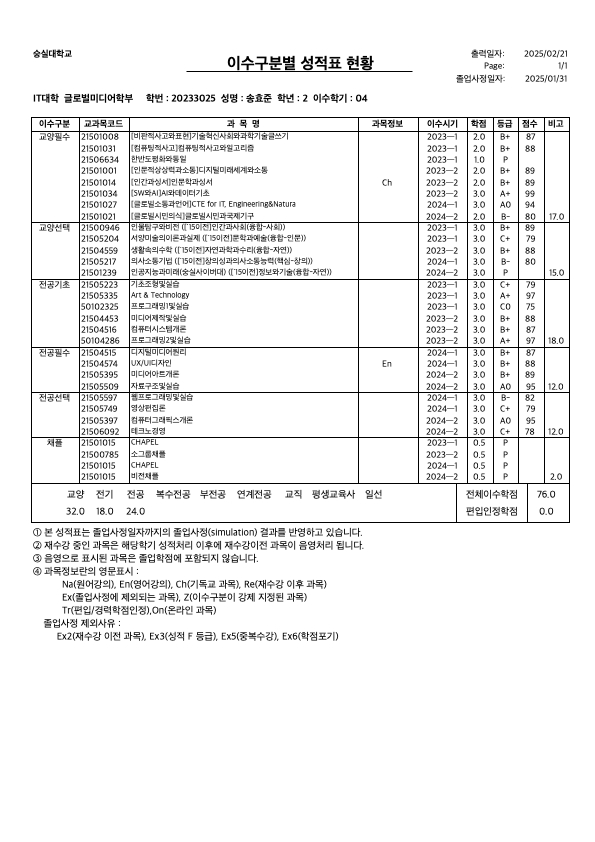 숭실대학교
이수구분별 성적표 현황
출력일자: 2025/02/21
Page: 1/1
졸업사정일자: 2025/01/31
IT대학 글로벌미디어학부 학번 : 20233025 성명 : 송효준 학년 : 2 이수학기 : 04
이수구분 교과목코드 과 목 명 과목정보 이수시기 학점 등급 점수 비고
교양필수 21501008 [비판적사고와표현]기술혁신사회와과학기술글쓰기 2023-1 2.0 B+ 87
21501031 [컴퓨팅적사고]컴퓨팅적사고와알고리즘 2023-1 2.0 B+ 88
21506634 한반도평화와통일 2023-1 1.0 P
21501001 [인문적상상력과소통]디지털미래세계와소통 2023-2 2.0 B+ 89
21501014 [인간과성서]인문학과성서 Ch 2023-2 2.0 B+ 89
21501034 [SW와AI]AI와데이터기초 2023-2 3.0 A+ 99
21501027 [글로벌소통과언어]CTE for IT, Engineering&Natura 2024-1 3.0 A0 94
21501021 [글로벌시민의식]글로벌시민과국제기구 2024-2 2.0 B- 80 17.0
교양선택 21500946 인물탐구와비전 (['15이전]인간과사회(융합-사회)) 2023-1 3.0 B+ 89
21505204 서양미술의이론과실제 (['15이전]문학과예술(융합-인문)) 2023-1 3.0 C+ 79
21504559 생활속의수학 (['15이전]자연과학과수리(융합-자연)) 2023-2 3.0 B+ 88
21505217 의사소통기법 (['15이전]창의성과의사소통능력(핵심-창의)) 2024-1 3.0 B- 80
21501239 인공지능과미래(숭실사이버대) (['15이전]정보와기술(융합-자연)) 2024-2 3.0 P 15.0
전공기초 21505223 기초조형및실습 2023-1 3.0 C+ 79
21505335 Art & Technology 2023-1 3.0 A+ 97
50102325 프로그래밍1및실습 2023-1 3.0 C0 75
21504453 미디어제작및실습 2023-2 3.0 B+ 88
21504516 컴퓨터시스템개론 2023-2 3.0 B+ 87
50104286 프로그래밍2및실습 2023-2 3.0 A+ 97 18.0
전공필수 21504515 디지털미디어원리 2024-1 3.0 B+ 87
21504574 UX/UI디자인 En 2024-1 3.0 B+ 88
21505395 미디어아트개론 2024-2 3.0 B+ 89
21505509 자료구조및실습 2024-2 3.0 A0 95 12.0
전공선택 21505597 웹프로그래밍및실습 2024-1 3.0 B- 82
21505749 영상편집론 2024-1 3.0 C+ 79
21505397 컴퓨터그래픽스개론 2024-2 3.0 A0 95
21506092 테크노경영 2024-2 3.0 C+ 78 12.0
채플 21501015 CHAPEL 2023-1 0.5 P
21500785 소그룹채플 2023-2 0.5 P
21501015 CHAPEL 2024-1 0.5 P
21501015 비전채플 2024-2 0.5 P 2.0
교양 전기 전공 복수전공 부전공 연계전공 교직 평생교육사 일선 전체이수학점 76.0
32.0 18.0 24.0 편입인정학점 0.0
① 본 성적표는 졸업사정일자까지의 졸업사정(simulation) 결과를 반영하고 있습니다.
② 재수강 중인 과목은 해당학기 성적처리 이후에 재수강이전 과목이 음영처리 됩니다.
③ 음영으로 표시된 과목은 졸업학점에 포함되지 않습니다.
④ 과목정보란의 영문표시 :
Na(원어강의), En(영어강의), Ch(기독교 과목), Re(재수강 이후 과목)
Ex(졸업사정에 제외되는 과목), Z(이수구분이 강제 지정된 과목)
Tr(편입/경력학점인정),On(온라인 과목)
졸업사정 제외사유 :
Ex2(재수강 이전 과목), Ex3(성적 F 등급), Ex5(중복수강), Ex6(학점포기)